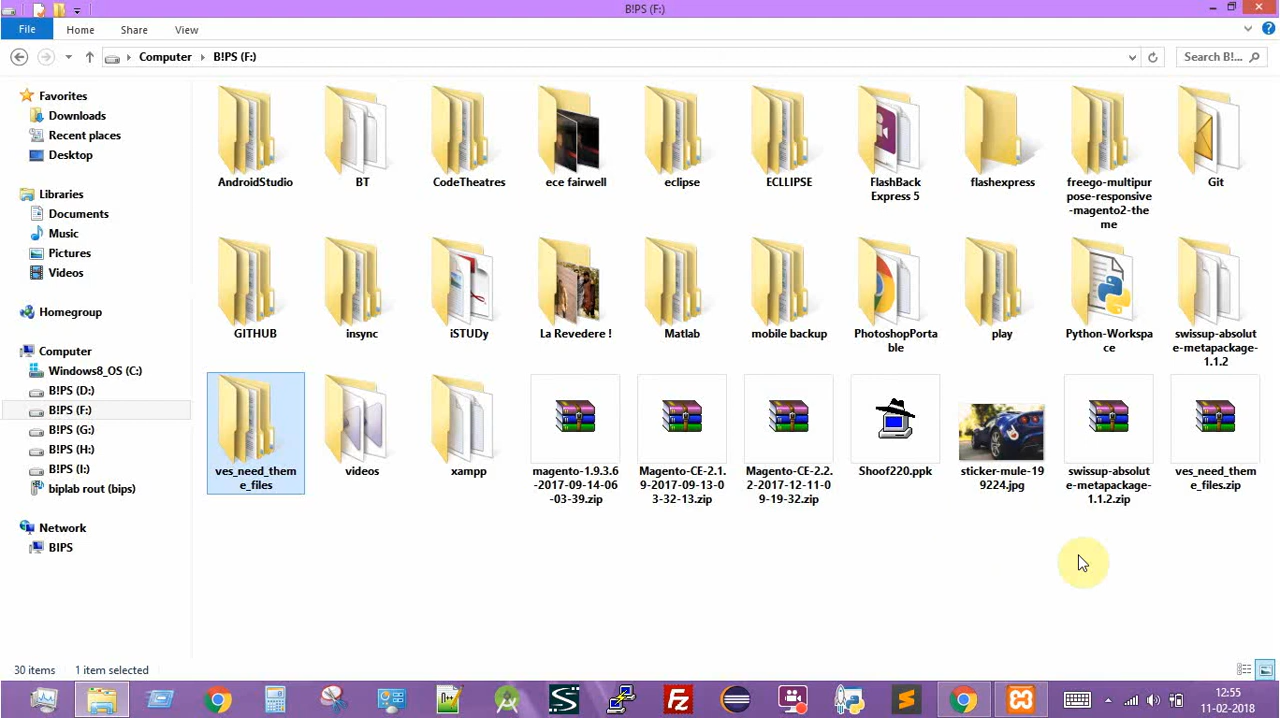 B!PS (F:)
File
Home
Share
View
Computer
B!PS (F:)
Search B!...
Favorites
Downloads
Recent places
Desktop
Libraries
Documents
Music
Pictures
Videos
Homegroup
Computer
Windows8_OS (C:)
B!PS (D:)
B!PS (F:)
B!PS (G:)
B!PS (H:)
B!PS (I:)
biplab rout (bips)
Network
BIPS
AndroidStudio
BT
CodeTheatres
ece fairwell
eclipse
ECLLIPSE
FlashBack
Express 5
flashexpress
freego-multipur
pose-responsive
-magento2-the
me
Git
GITHUB
insync
iSTUDy
La Revedere !
Matlab
mobile backup
PhotoshopPorta
ble
play
Python-Workspa
ce
swissup-absolut
e-metapackage-
1.1.2
ves_need_them
e_files
videos
xampp
magento-1.9.3.6
-2017-09-14-06
-03-39.zip
Magento-CE-2.1.
9-2017-09-13-0
3-32-13.zip
Magento-CE-2.2.
2-2017-12-11-0
9-19-32.zip
Shoof220.ppk
sticker-mule-19
9224.jpg
swissup-absolut
e-metapackage-
1.1.2.zip
ves_need_them
e_files.zip
30 items
1 item selected
12:55
11-02-2018